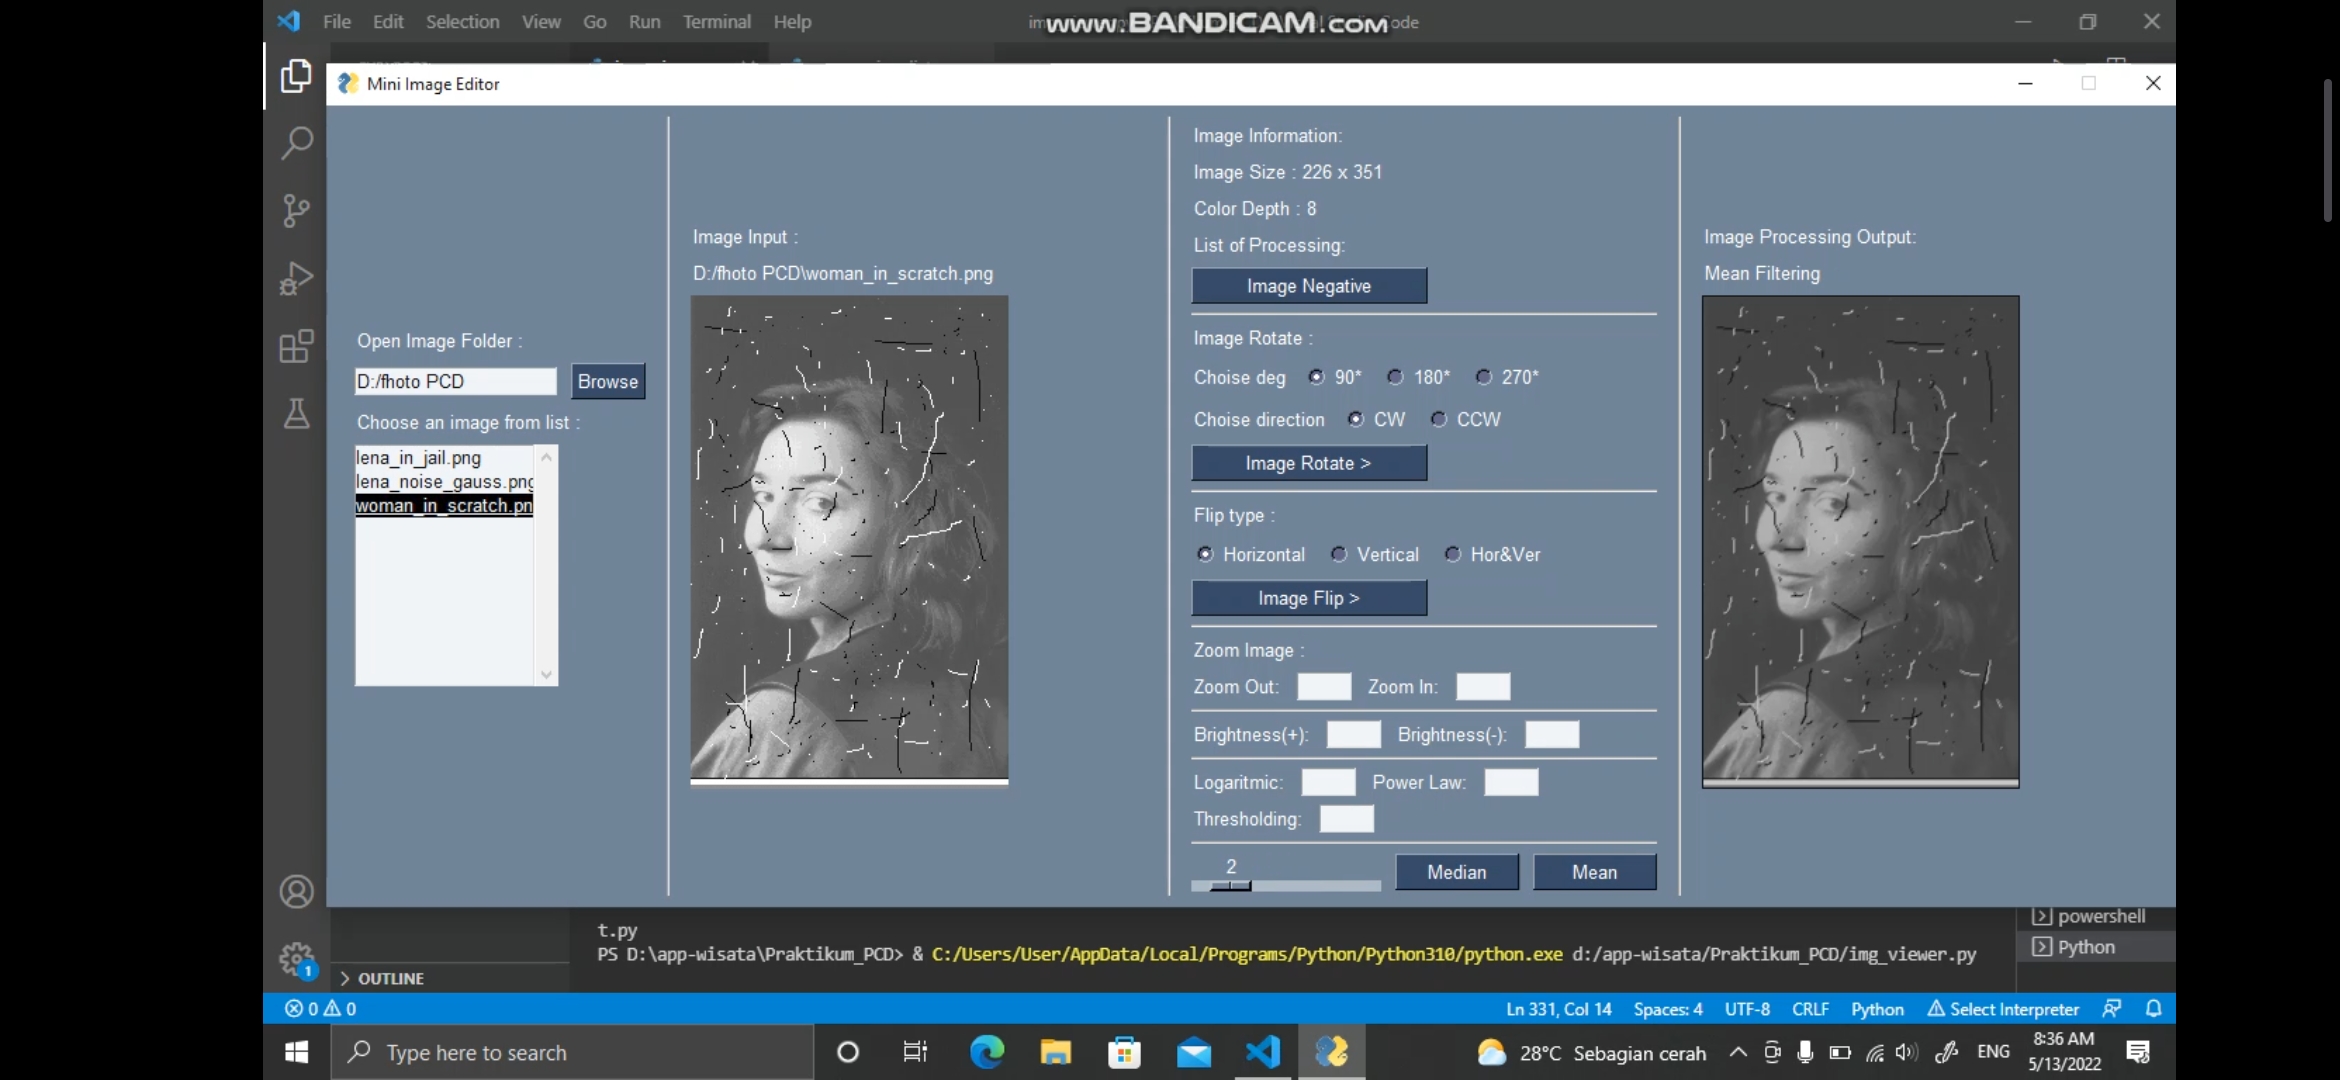 File Edit Selection View Go Run Terminal Help
www.BANDICAM.com
Mini Image Editor
Open Image Folder :
D:/fhoto PCD
Browse
Choose an image from list :
lena_in_jail.png
lena_noise_gauss.png
woman_in_scratch.pn
Image Input :
D:/fhoto PCD\woman_in_scratch.png
Image Information:
Image Size : 226 x 351
Color Depth : 8
List of Processing:
Image Negative
Image Rotate :
Choise deg 90* 180* 270*
Choise direction CW CCW
Image Rotate >
Flip type :
Horizontal Vertical Hor&Ver
Image Flip >
Zoom Image :
Zoom Out: Zoom In:
Brightness(+): Brightness(-):
Logaritmic: Power Law:
Thresholding:
2 Median Mean
Image Processing Output:
Mean Filtering
t.py
PS D:\app-wisata\Praktikum_PCD> & C:/Users/User/AppData/Local/Programs/Python/Python310/python.exe d:/app-wisata/Praktikum_PCD/img_viewer.py
powershell
Python
1
OUTLINE
0 0 Ln 331, Col 14 Spaces: 4 UTF-8 CRLF Python Select Interpreter
Type here to search
28°C Sebagian cerah ENG
8:36 AM
5/13/2022